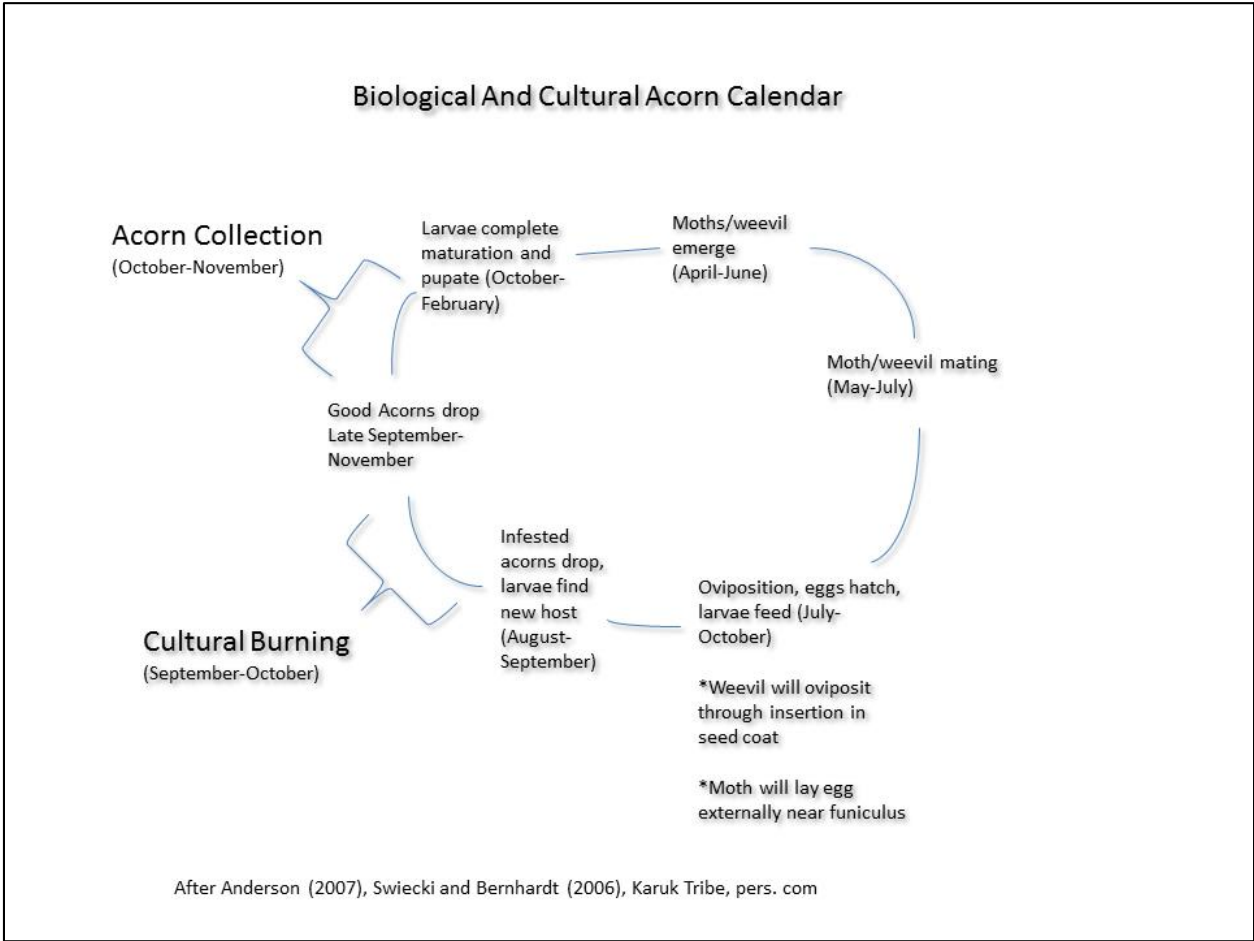 Biological And Cultural Acorn Calendar
Acorn Collection
(October-November)
Larvae complete
maturation and
pupate (October-
February)
Moths/weevil
emerge
(April-June)
Moth/weevil mating
(May-July)
Good Acorns drop
Late September-
November
Infested
acorns drop,
larvae find
new host
(August-
September)
Oviposition, eggs hatch,
larvae feed (July-
October)
*Weevil will oviposit
through insertion in
seed coat
*Moth will lay egg
externally near funiculus
Cultural Burning
(September-October)
After Anderson (2007), Swiecki and Bernhardt (2006), Karuk Tribe, pers. com